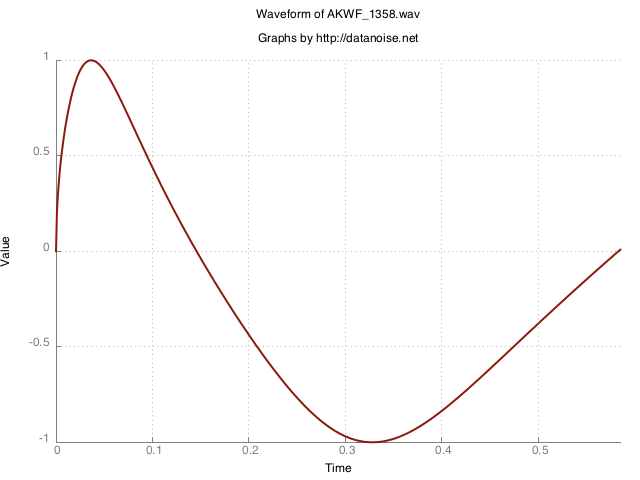 Waveform of AKWF_1358.wav
Graphs by http://datanoise.net
1
0.5
0
-0.5
-1
Value
0 0.1 0.2 0.3 0.4 0.5
Time